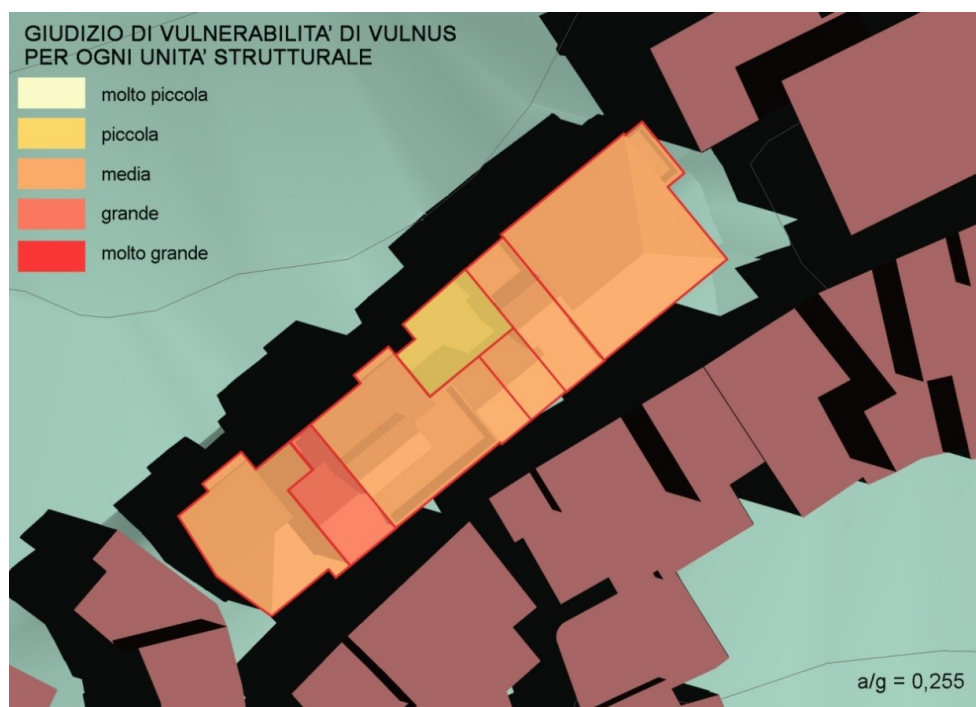 GIUDIZIO DI VULNERABILITA' DI VULNUS
PER OGNI UNITA' STRUTTURALE
molto piccola
piccola
media
grande
molto grande
a/g = 0,255